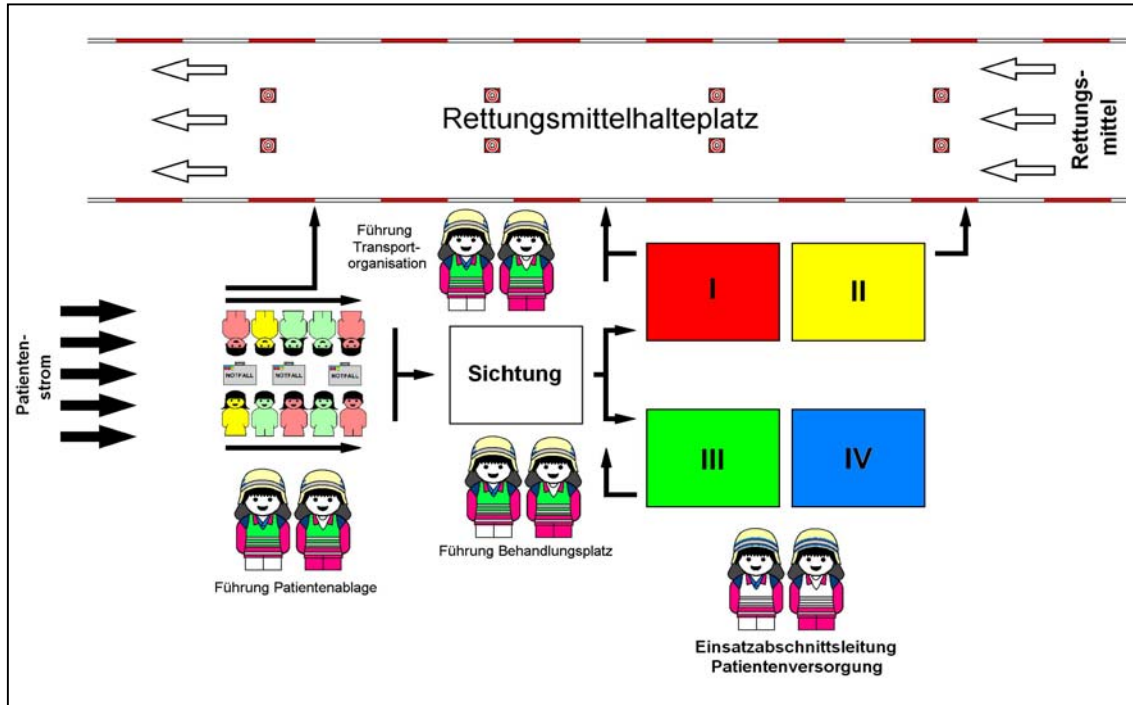 Rettungsmittelhalteplatz
Rettungs-
mittel
Führung
Transport-
organisation
Patienten-
strom
NOTFALL
NOTFALL
NOTFALL
Sichtung
I
II
III
IV
Führung Patientenablage
Führung Behandlungsplatz
Einsatzabschnittsleitung
Patientenversorgung